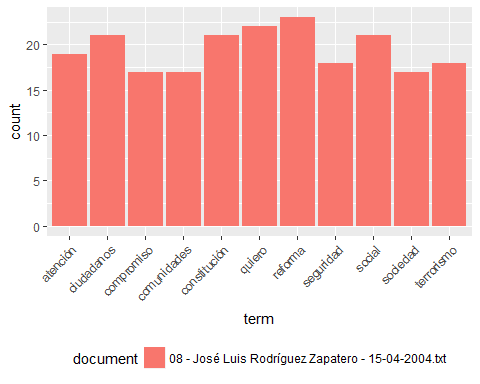 20
15
10
5
0
count
atención
ciudadanos
compromiso
comunidades
constitución
quiero
reforma
seguridad
social
sociedad
terrorismo
term
document 08 - José Luis Rodríguez Zapatero - 15-04-2004.txt